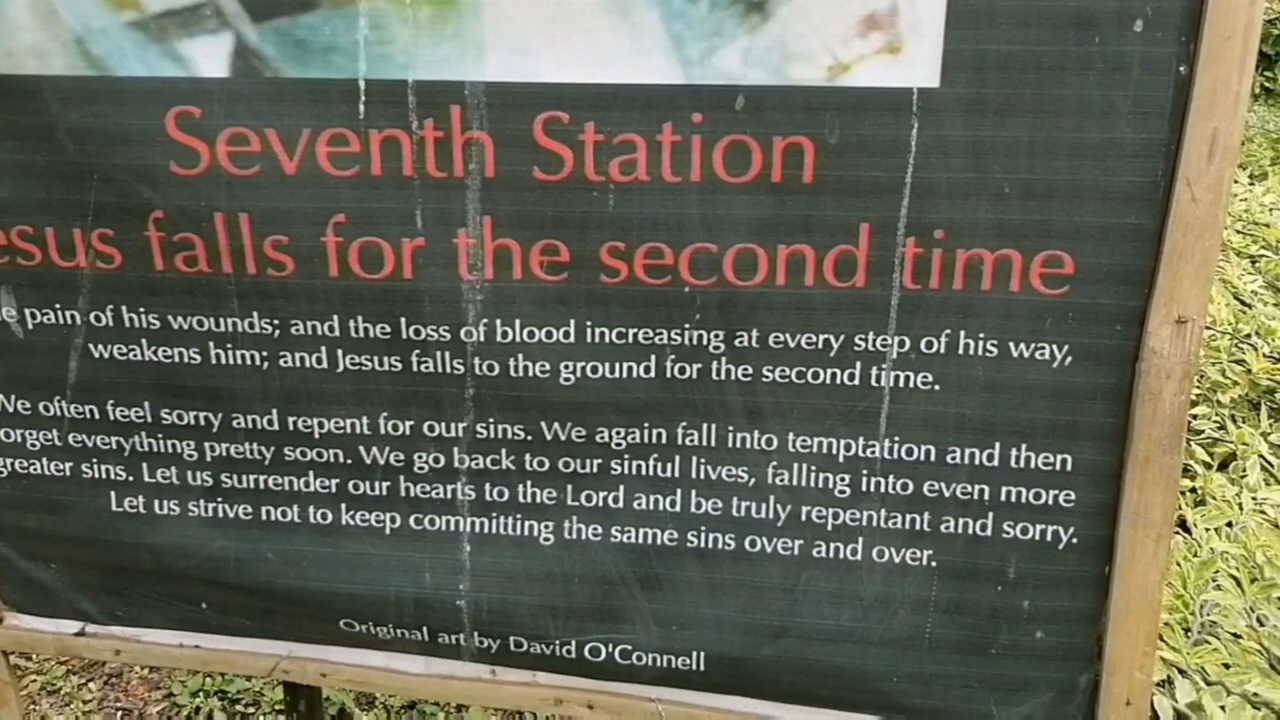 Seventh Station
esus falls for the second time
e pain of his wounds; and the loss of blood increasing at every step of his way,
weakens him; and Jesus falls to the ground for the second time.
We often feel sorry and repent for our sins. We again fall into temptation and then
orget everything pretty soon. We go back to our sinful lives, falling into even more
greater sins. Let us surrender our hearts to the Lord and be truly repentant and sorry.
Let us strive not to keep committing the same sins over and over.
Original art by David O'Connell